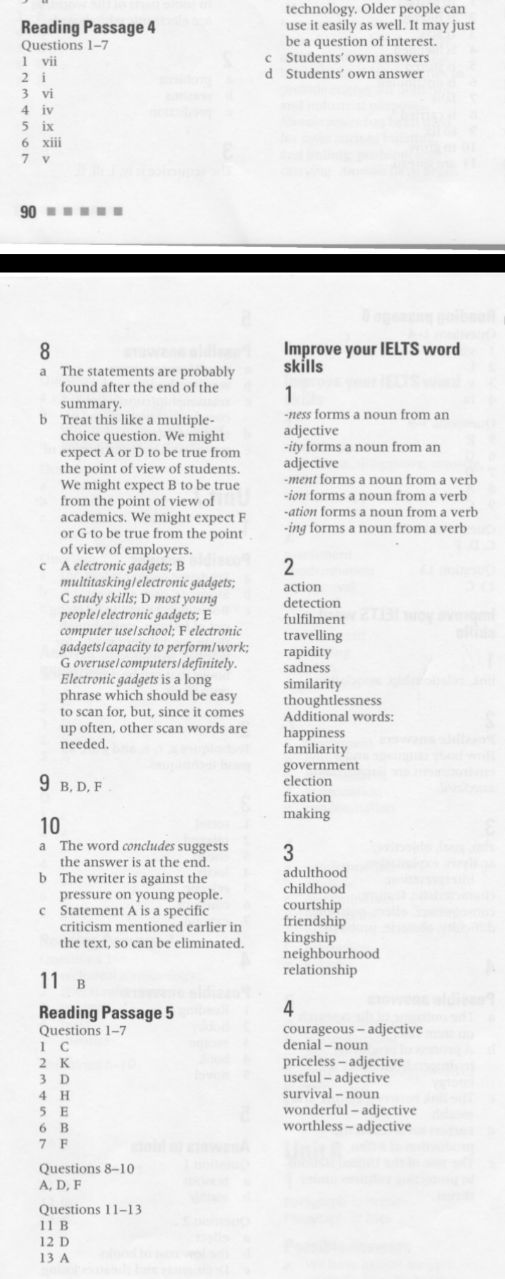 Reading Passage 4
Questions 1–7
1 vii
2 i
3 vi
4 iv
5 ix
6 xiii
7 v
90
technology. Older people can
use it easily as well. It may just
be a question of interest.
c Students' own answers
d Students' own answer
8
a The statements are probably
found after the end of the
summary.
b Treat this like a multiple-
choice question. We might
expect A or D to be true from
the point of view of students.
We might expect B to be true
from the point of view of
academics. We might expect F
or G to be true from the point
of view of employers.
c A electronic gadgets; B
multitasking/electronic gadgets;
C study skills; D most young
people/electronic gadgets; E
computer use/school; F electronic
gadgets/capacity to perform/work;
G overuse/computers/definitely.
Electronic gadgets is a long
phrase which should be easy
to scan for, but, since it comes
up often, other scan words are
needed.
9 B, D, F
10
a The word concludes suggests
the answer is at the end.
b The writer is against the
pressure on young people.
c Statement A is a specific
criticism mentioned earlier in
the text, so can be eliminated.
11 B
Reading Passage 5
Questions 1–7
1 C
2 K
3 D
4 H
5 E
6 B
7 F
Questions 8–10
A, D, F
Questions 11–13
11 B
12 D
13 A
Improve your IELTS word
skills
1
-ness forms a noun from an
adjective
-ity forms a noun from an
adjective
-ment forms a noun from a verb
-ion forms a noun from a verb
-ation forms a noun from a verb
-ing forms a noun from a verb
2
action
detection
fulfilment
travelling
rapidity
sadness
similarity
thoughtlessness
Additional words:
happiness
familiarity
government
election
fixation
making
3
adulthood
childhood
courtship
friendship
kingship
neighbourhood
relationship
4
courageous – adjective
denial – noun
priceless – adjective
useful – adjective
survival – noun
wonderful – adjective
worthless – adjective